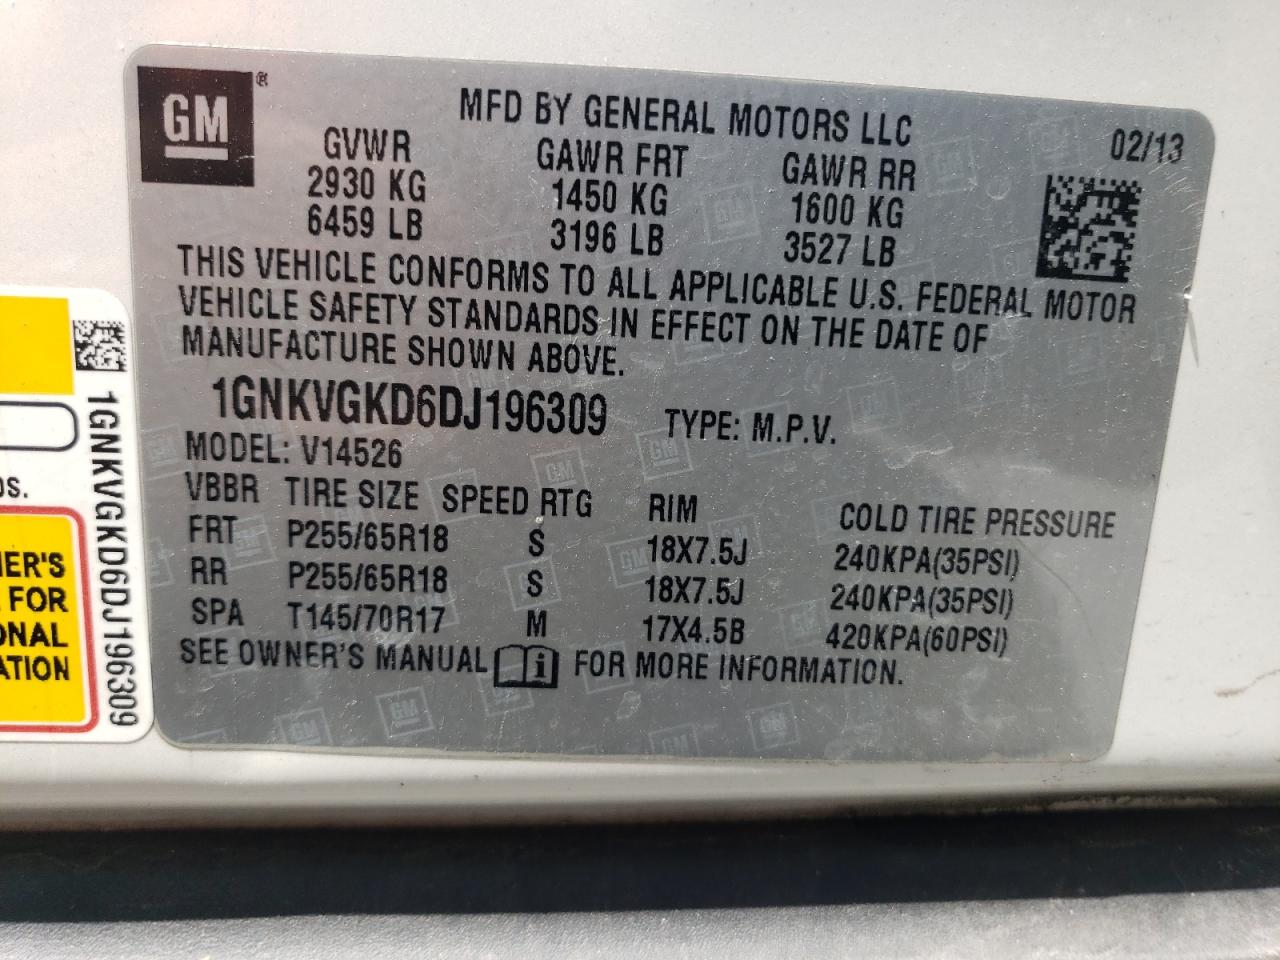 GM ®
MFD BY GENERAL MOTORS LLC
02/13
GVWR GAWR FRT GAWR RR
2930 KG 1450 KG 1600 KG
6459 LB 3196 LB 3527 LB
THIS VEHICLE CONFORMS TO ALL APPLICABLE U.S. FEDERAL MOTOR
VEHICLE SAFETY STANDARDS IN EFFECT ON THE DATE OF
MANUFACTURE SHOWN ABOVE.
1GNKVGKD6DJ196309 TYPE: M.P.V.
MODEL: V14526
VBBR TIRE SIZE SPEED RTG RIM COLD TIRE PRESSURE
FRT P255/65R18 S 18X7.5J 240KPA(35PSI)
RR P255/65R18 S 18X7.5J 240KPA(35PSI)
SPA T145/70R17 M 17X4.5B 420KPA(60PSI)
SEE OWNER'S MANUAL i FOR MORE INFORMATION.
1GNKVGKD6DJ196309